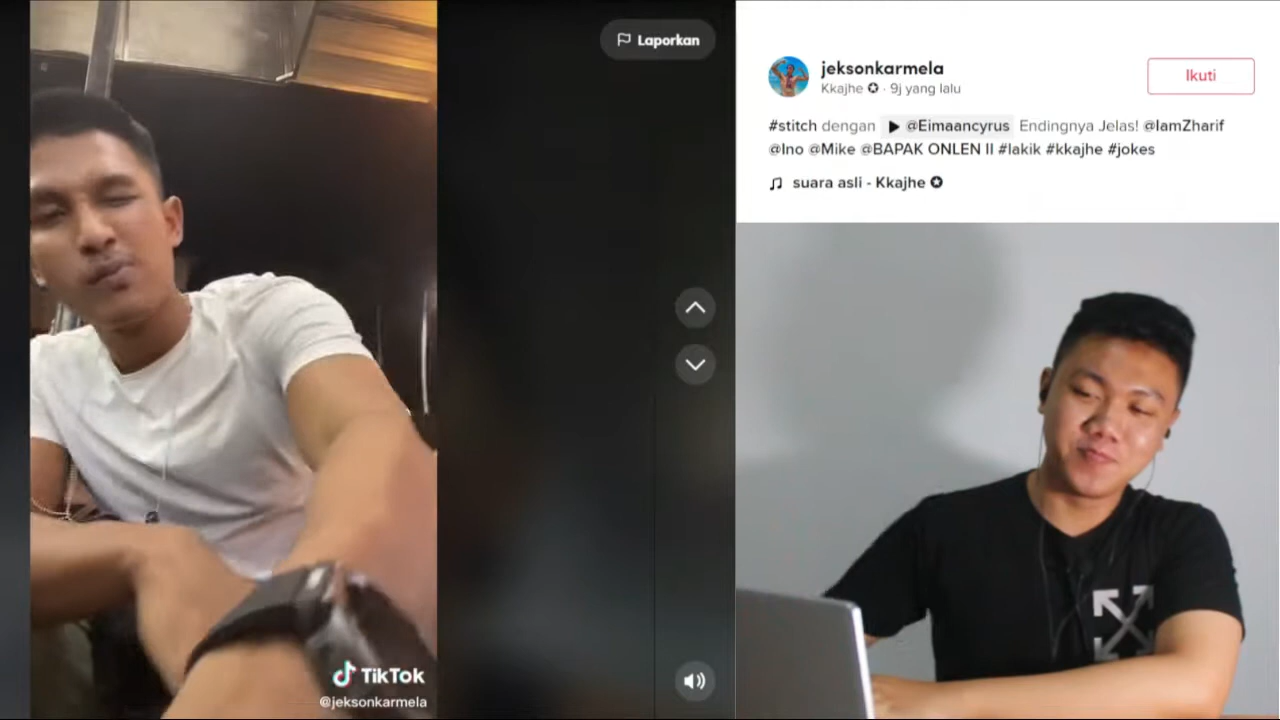 Laporkan
TikTok
@jeksonkarmela
jeksonkarmela
Kkajhe ✪ · 9j yang lalu
Ikuti
#stitch dengan ▶ @Eimaancyrus Endingnya Jelas! @IamZharif
@Ino @Mike @BAPAK ONLEN II #lakik #kkajhe #jokes
♫ suara asli - Kkajhe ✪